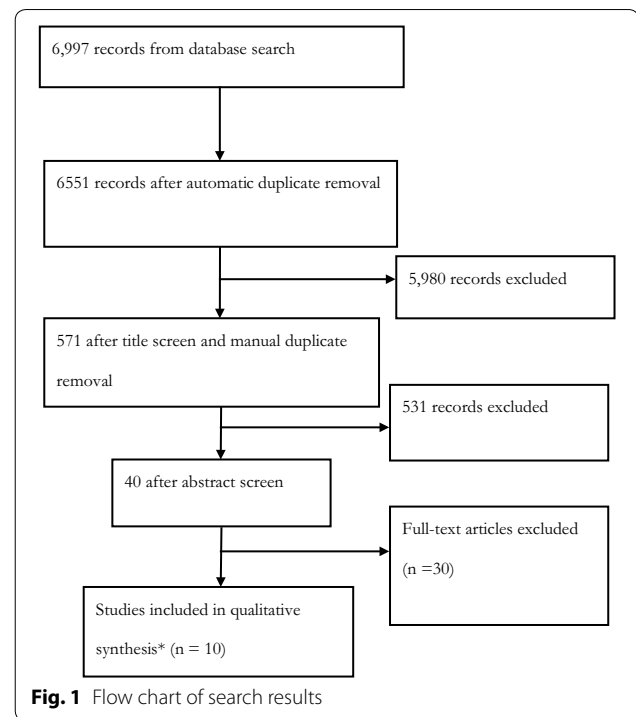 6,997 records from database search
6551 records after automatic duplicate removal
5,980 records excluded
571 after title screen and manual duplicate
removal
531 records excluded
40 after abstract screen
Full-text articles excluded
(n =30)
Studies included in qualitative
synthesis* (n = 10)
Fig. 1 Flow chart of search results